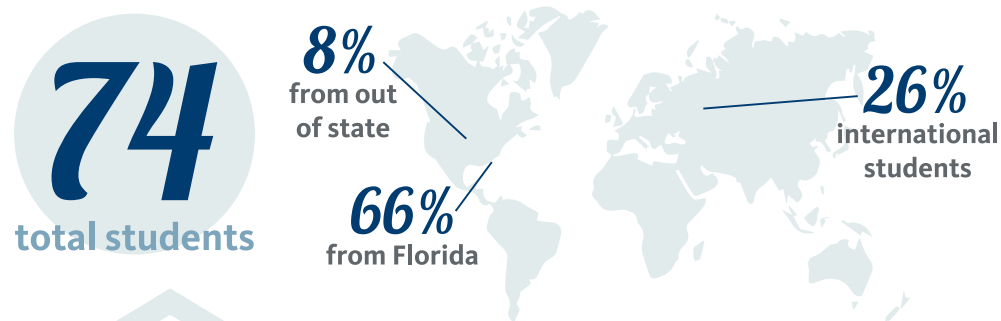 74
total students
8%
from out
of state
66%
from Florida
26%
international
students